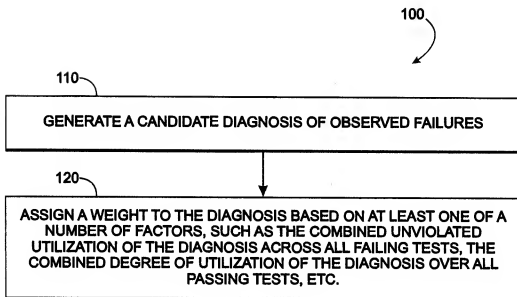 100
110
GENERATE A CANDIDATE DIAGNOSIS OF OBSERVED FAILURES
120
ASSIGN A WEIGHT TO THE DIAGNOSIS BASED ON AT LEAST ONE OF A
NUMBER OF FACTORS, SUCH AS THE COMBINED UNVIOLATED
UTILIZATION OF THE DIAGNOSIS ACROSS ALL FAILING TESTS, THE
COMBINED DEGREE OF UTILIZATION OF THE DIAGNOSIS OVER ALL
PASSING TESTS, ETC.